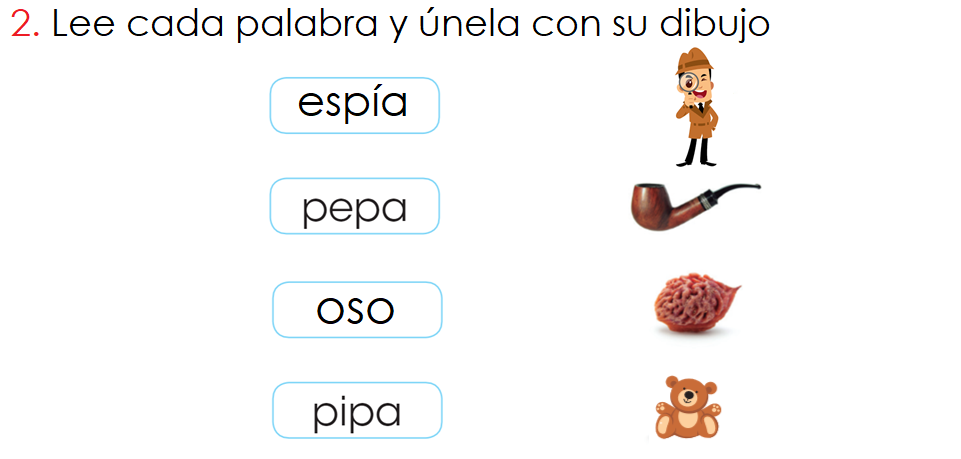 2. Lee cada palabra y únela con su dibujo
espía
pepa
oso
pipa